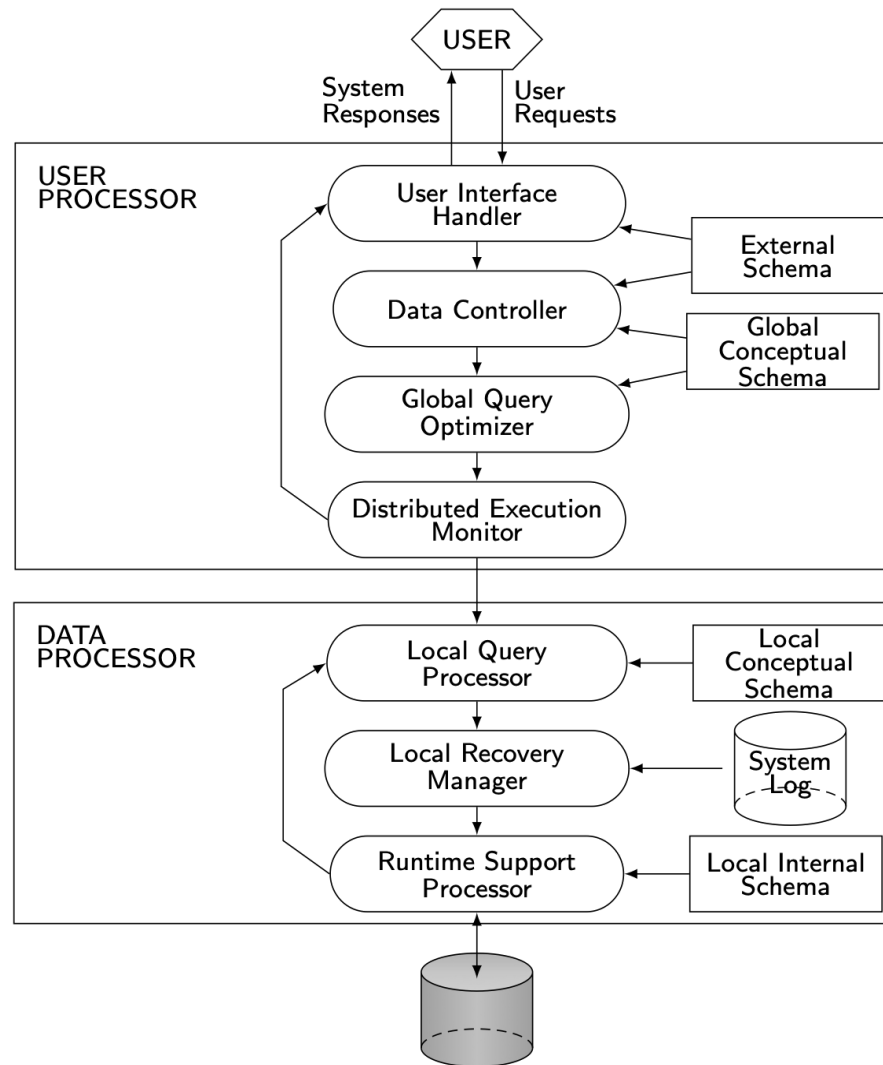 USER
System
Responses
User
Requests
USER
PROCESSOR
User Interface
Handler
External
Schema
Data Controller
Global
Conceptual
Schema
Global Query
Optimizer
Distributed Execution
Monitor
DATA
PROCESSOR
Local Query
Processor
Local
Conceptual
Schema
Local Recovery
Manager
System
Log
Runtime Support
Processor
Local Internal
Schema